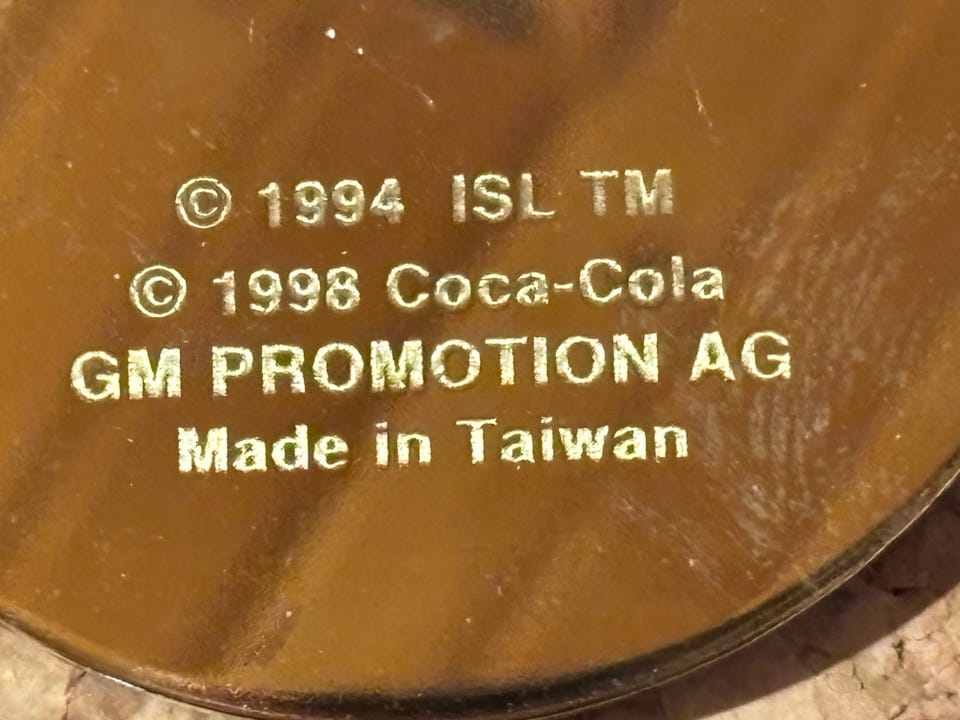 © 1994 ISL TM
© 1998 Coca-Cola
GM PROMOTION AG
Made in Taiwan